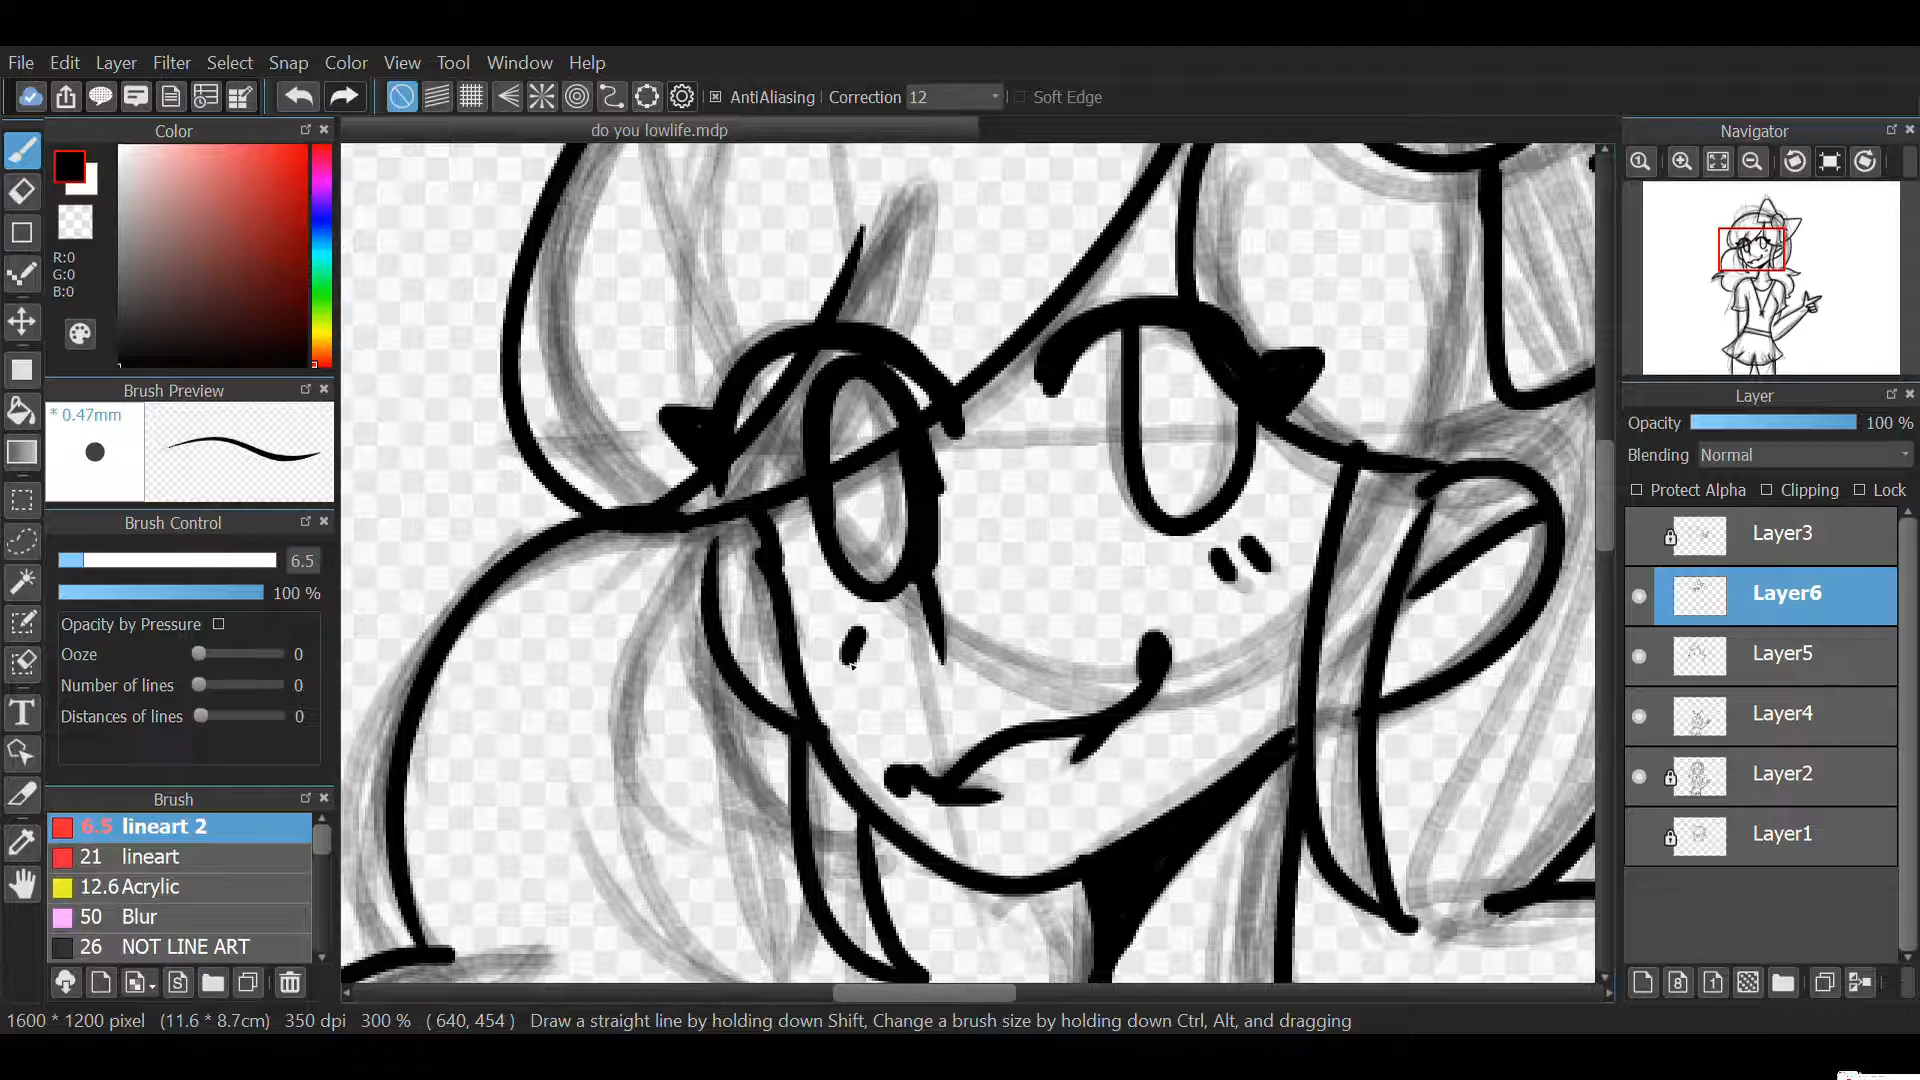 File Edit Layer Filter Select Snap Color View Tool Window Help
AntiAliasing Correction 12 Soft Edge
Color
do you lowlife.mdp
Navigator
R:0
G:0
B:0
Brush Preview
* 0.47mm
Brush Control
6.5
100 %
Opacity by Pressure
Ooze 0
Number of lines 0
Distances of lines 0
Brush
6.5 lineart 2
21 lineart
12.6 Acrylic
50 Blur
26 NOT LINE ART
Layer
Opacity 100 %
Blending Normal
Protect Alpha Clipping Lock
Layer3
Layer6
Layer5
Layer4
Layer2
Layer1
1600 * 1200 pixel (11.6 * 8.7cm) 350 dpi 300 % ( 640, 454 ) Draw a straight line by holding down Shift, Change a brush size by holding down Ctrl, Alt, and dragging